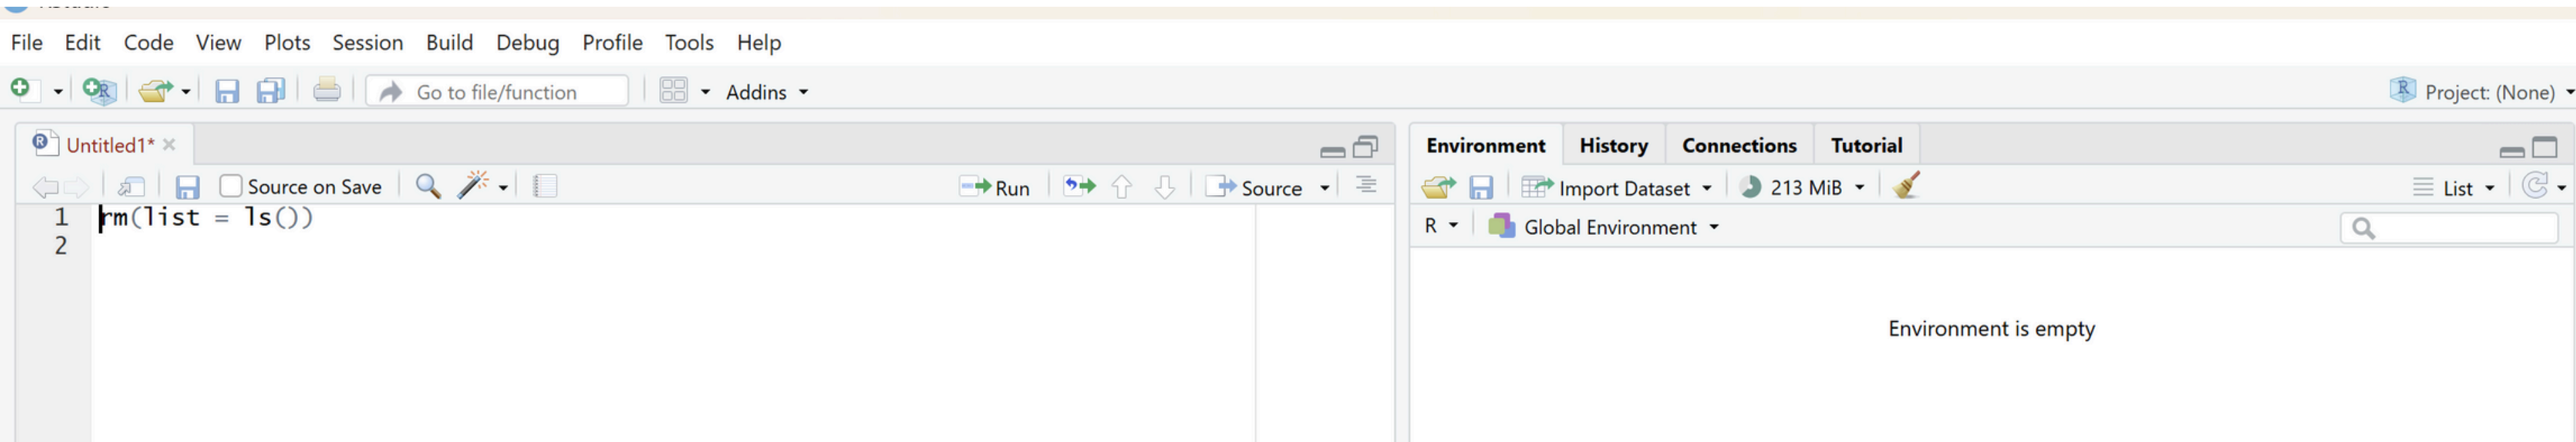 File Edit Code View Plots Session Build Debug Profile Tools Help
Go to file/function Addins Project: (None)
Untitled1*
Source on Save Run Source
1 rm(list = ls())
2
Environment History Connections Tutorial
Import Dataset 213 MiB List
R Global Environment
Environment is empty